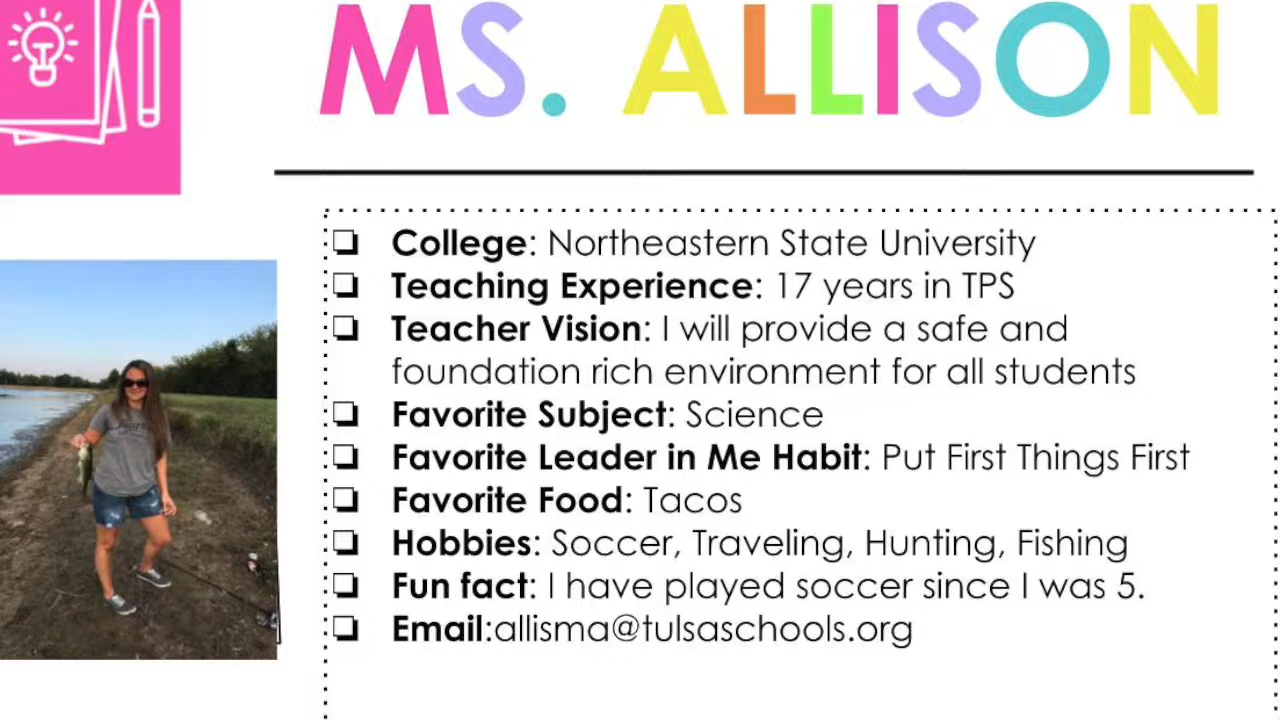 MS. ALLISON
College: Northeastern State University
Teaching Experience: 17 years in TPS
Teacher Vision: I will provide a safe and
foundation rich environment for all students
Favorite Subject: Science
Favorite Leader in Me Habit: Put First Things First
Favorite Food: Tacos
Hobbies: Soccer, Traveling, Hunting, Fishing
Fun fact: I have played soccer since I was 5.
Email:allisma@tulsaschools.org